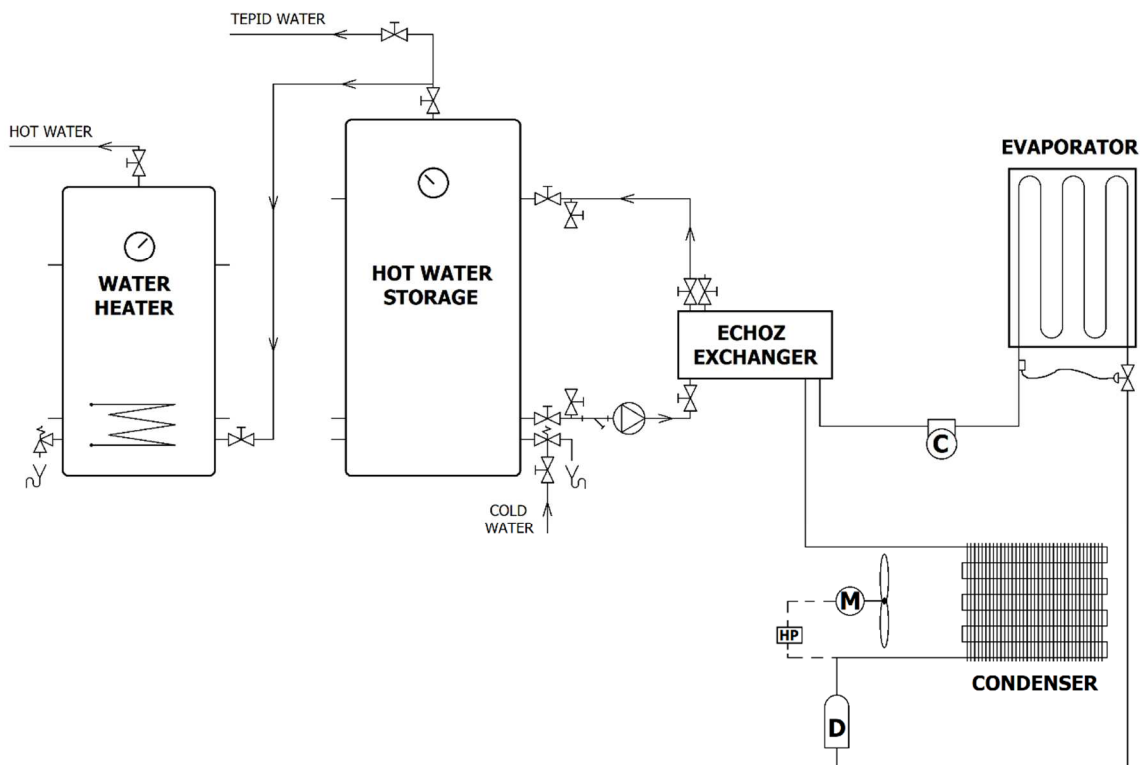 TEPID WATER
HOT WATER
EVAPORATOR
WATER
HEATER
HOT WATER
STORAGE
ECHOZ
EXCHANGER
C
COLD
WATER
M
HP
CONDENSER
D